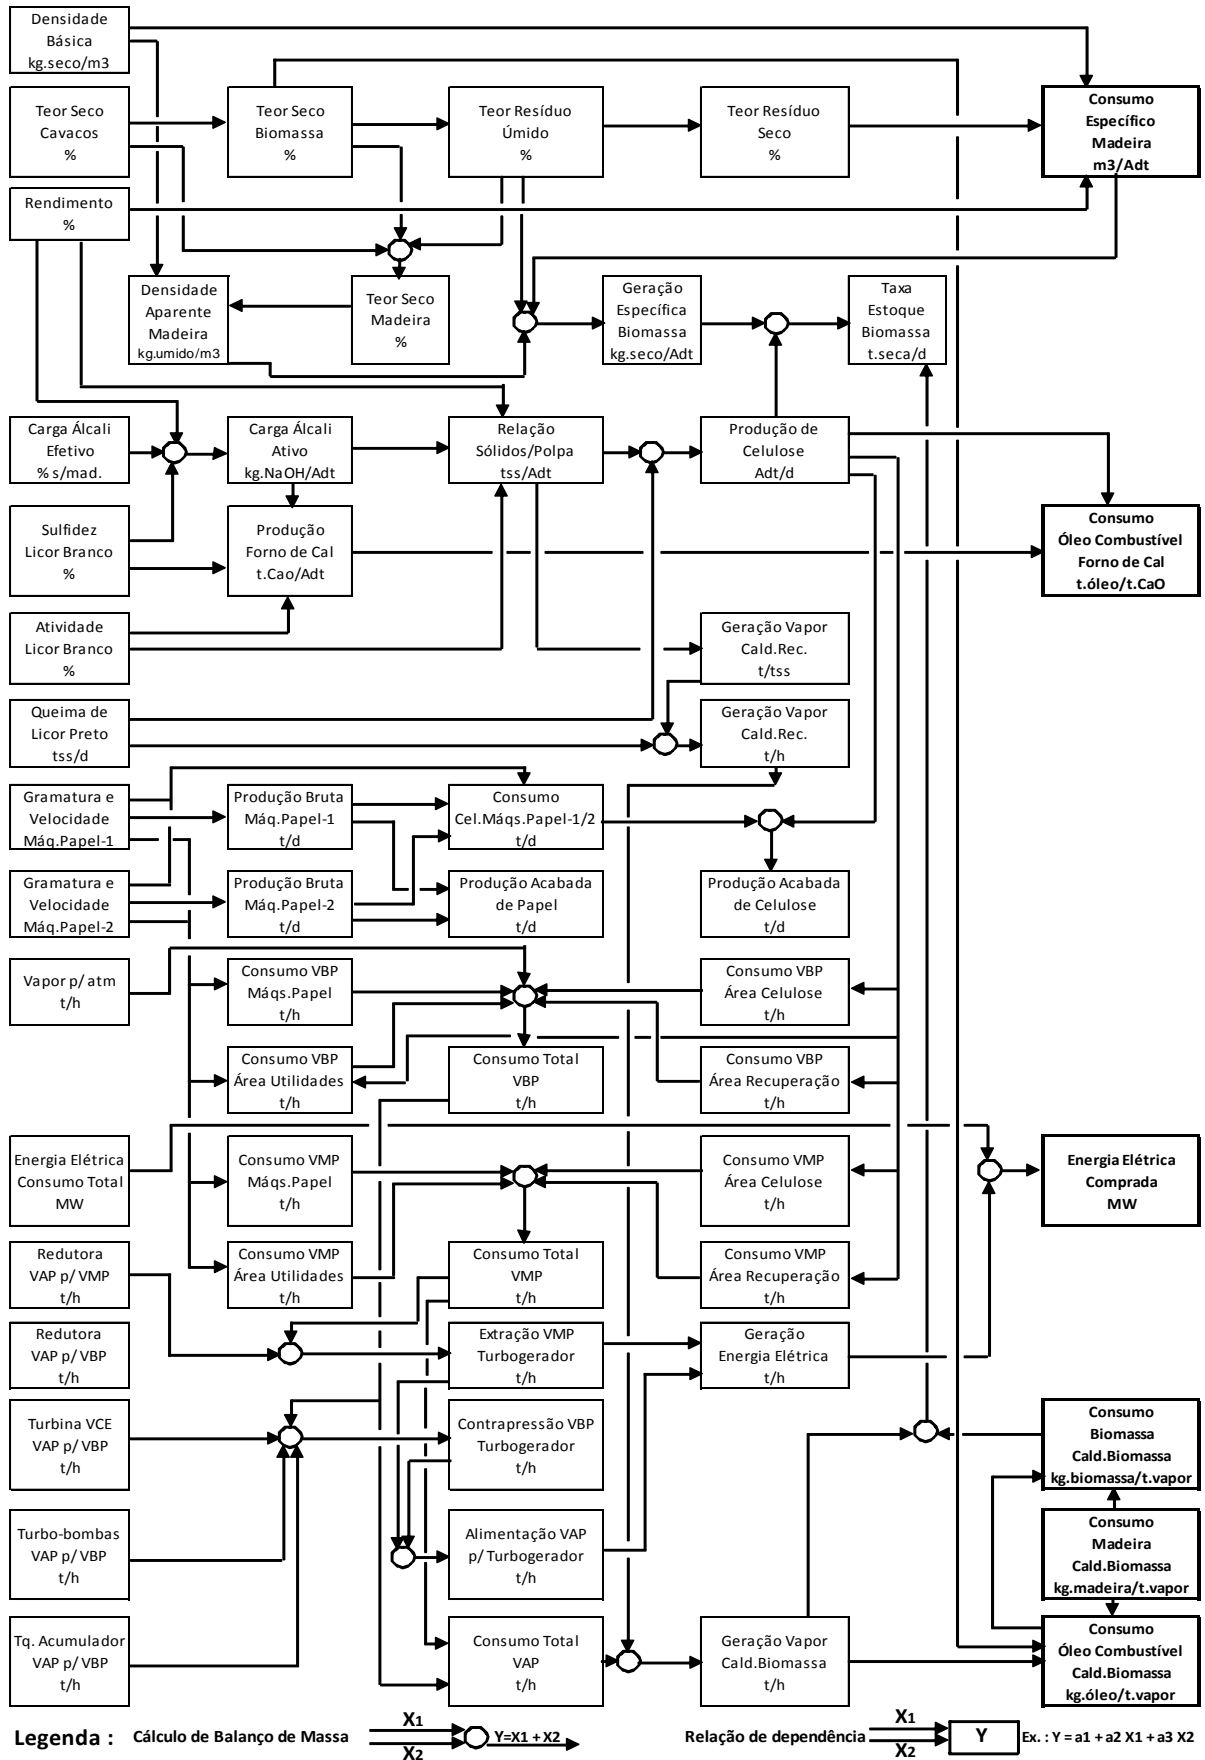 Densidade
Básica
kg.seco/m3
Teor Seco
Cavacos
%
Teor Seco
Biomassa
%
Teor Resíduo
Úmido
%
Teor Resíduo
Seco
%
Consumo
Específico
Madeira
m3/Adt
Rendimento
%
Densidade
Aparente
Madeira
kg.umido/m3
Teor Seco
Madeira
%
Geração
Específica
Biomassa
kg.seco/Adt
Taxa
Estoque
Biomassa
t.seca/d
Carga Álcali
Efetivo
% s/mad.
Carga Álcali
Ativo
kg.NaOH/Adt
Relação
Sólidos/Polpa
tss/Adt
Produção de
Celulose
Adt/d
Sulfidez
Licor Branco
%
Produção
Forno de Cal
t.Cao/Adt
Consumo
Óleo Combustível
Forno de Cal
t.óleo/t.CaO
Atividade
Licor Branco
%
Geração Vapor
Cald.Rec.
t/tss
Queima de
Licor Preto
tss/d
Geração Vapor
Cald.Rec.
t/h
Gramatura e
Velocidade
Máq.Papel-1
Produção Bruta
Máq.Papel-1
t/d
Consumo
Cel.Máqs.Papel-1/2
t/d
Gramatura e
Velocidade
Máq.Papel-2
Produção Bruta
Máq.Papel-2
t/d
Produção Acabada
de Papel
t/d
Produção Acabada
de Celulose
t/d
Vapor p/ atm
t/h
Consumo VBP
Máqs.Papel
t/h
Consumo VBP
Área Celulose
t/h
Consumo VBP
Área Utilidades
t/h
Consumo Total
VBP
t/h
Consumo VBP
Área Recuperação
t/h
Energia Elétrica
Consumo Total
MW
Consumo VMP
Máqs.Papel
t/h
Consumo VMP
Área Celulose
t/h
Energia Elétrica
Comprada
MW
Redutora
VAP p/ VMP
t/h
Consumo VMP
Área Utilidades
t/h
Consumo Total
VMP
t/h
Consumo VMP
Área Recuperação
t/h
Redutora
VAP p/ VBP
t/h
Extração VMP
Turbogerador
t/h
Geração
Energia Elétrica
t/h
Turbina VCE
VAP p/ VBP
t/h
Contrapressão VBP
Turbogerador
t/h
Consumo
Biomassa
Cald.Biomassa
kg.biomassa/t.vapor
Turbo-bombas
VAP p/ VBP
t/h
Alimentação VAP
p/ Turbogerador
t/h
Consumo
Madeira
Cald.Biomassa
kg.madeira/t.vapor
Tq. Acumulador
VAP p/ VBP
t/h
Consumo Total
VAP
t/h
Geração Vapor
Cald.Biomassa
t/h
Consumo
Óleo Combustível
Cald.Biomassa
kg.óleo/t.vapor
Legenda : Cálculo de Balanço de Massa X1 X2 Y=X1 + X2 Relação de dependência X1 X2 Y Ex. : Y = a1 + a2 X1 + a3 X2